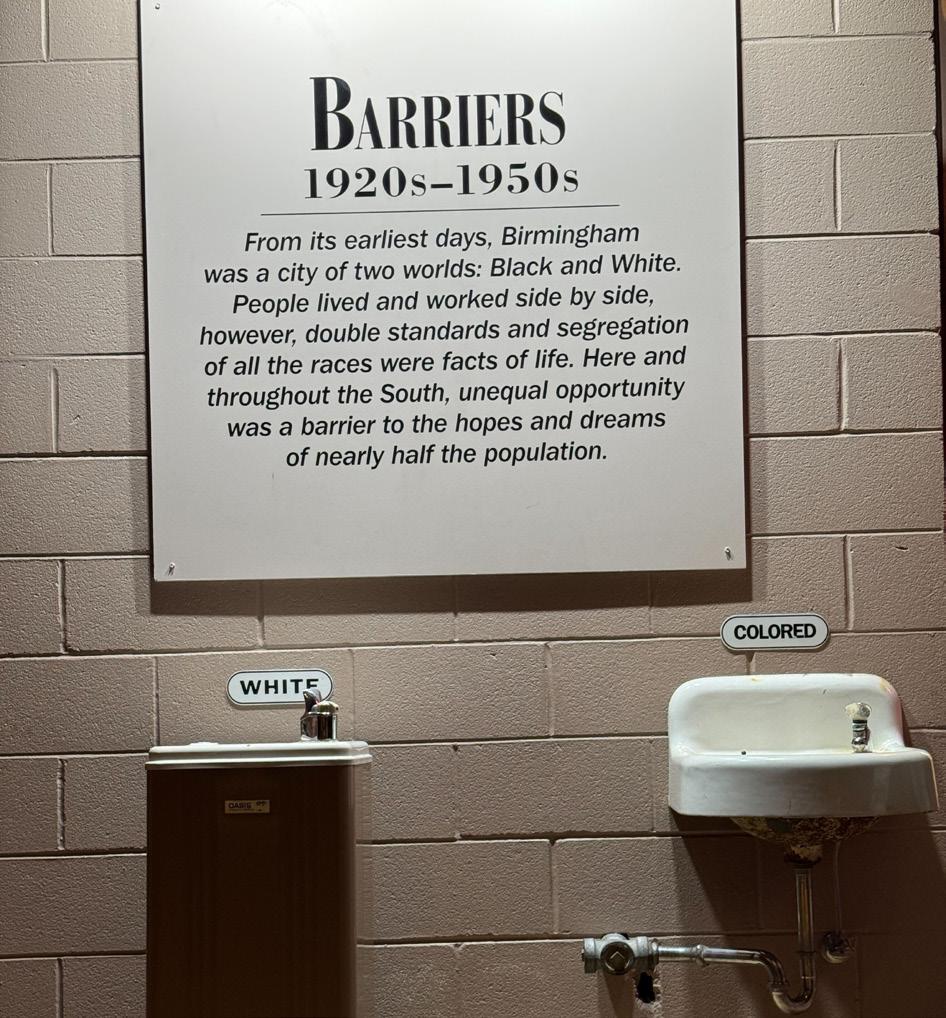 BARRIERS
1920s–1950s
From its earliest days, Birmingham
was a city of two worlds: Black and White.
People lived and worked side by side,
however, double standards and segregation
of all the races were facts of life. Here and
throughout the South, unequal opportunity
was a barrier to the hopes and dreams
of nearly half the population.
COLORED
WHITE
OASIS